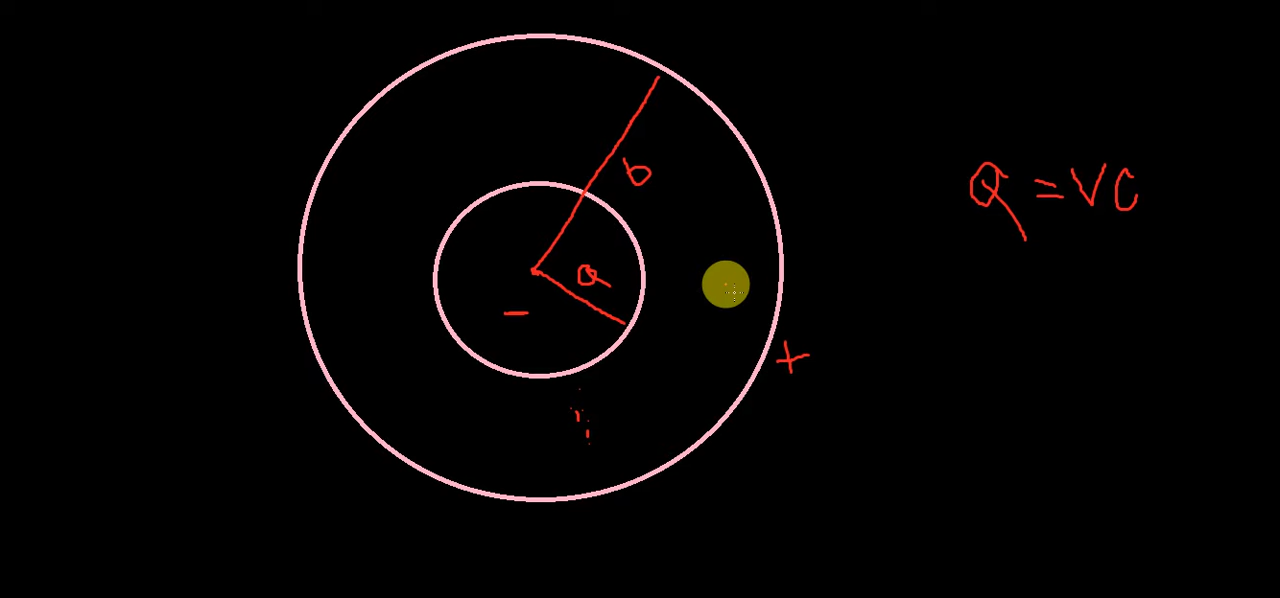 b
Q = VC
a
-
+